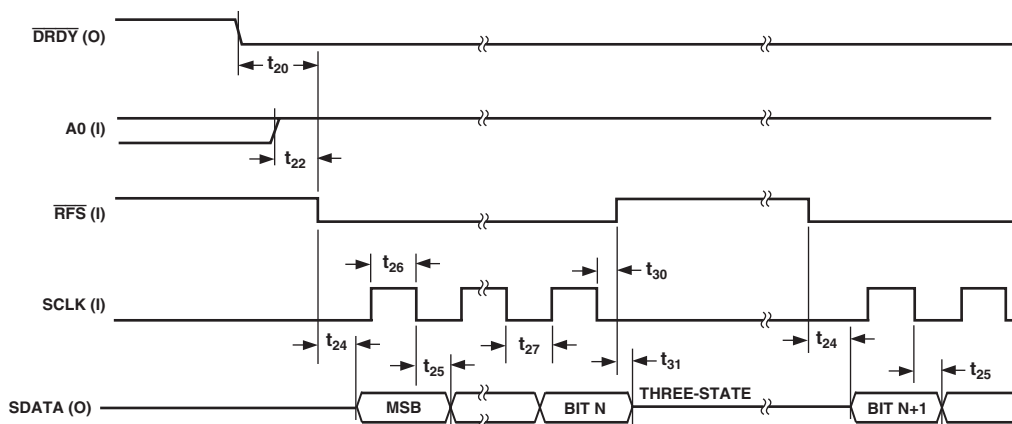 DRDY (O)
t20
A0 (I)
t22
RFS (I)
t26
t30
SCLK (I)
t24
t25
t27
t31
t24
t25
SDATA (O)
MSB
BIT N
THREE-STATE
BIT N+1